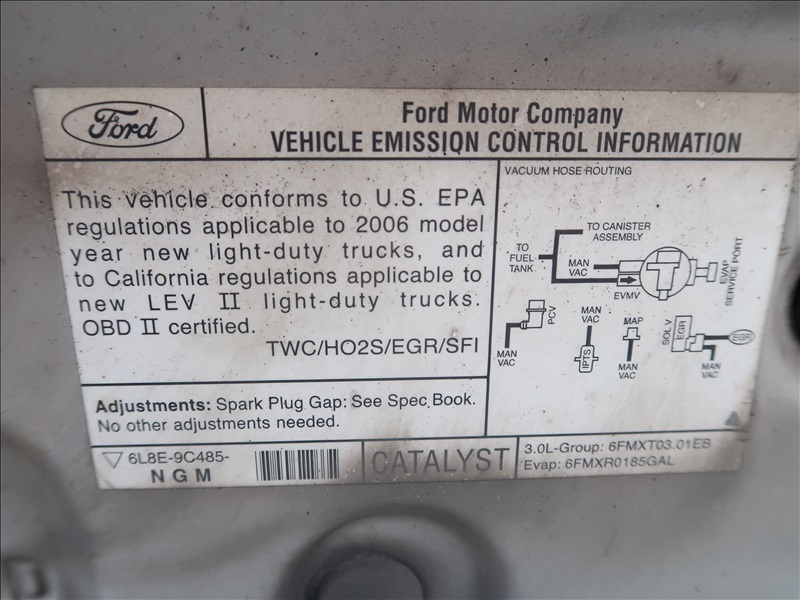 Ford
Ford Motor Company
VEHICLE EMISSION CONTROL INFORMATION
This vehicle conforms to U.S. EPA
regulations applicable to 2006 model
year new light-duty trucks, and
to California regulations applicable to
new LEV II light-duty trucks.
OBD II certified.
TWC/HO2S/EGR/SFI
Adjustments: Spark Plug Gap: See Spec.Book.
No other adjustments needed.
VACUUM HOSE ROUTING
TO CANISTER
ASSEMBLY
TO
FUEL
TANK
MAN
VAC
EVMV
EVAP
SERVICE PORT
PCV
MAN
VAC
MAN
VAC
IPTS
MAP
MAN
VAC
SOL V
EGR
EGR
MAN
VAC
6L8E-9C485-
NGM
CATALYST
3.0L-Group: 6FMXT03.01EB
Evap: 6FMXR0185GAL